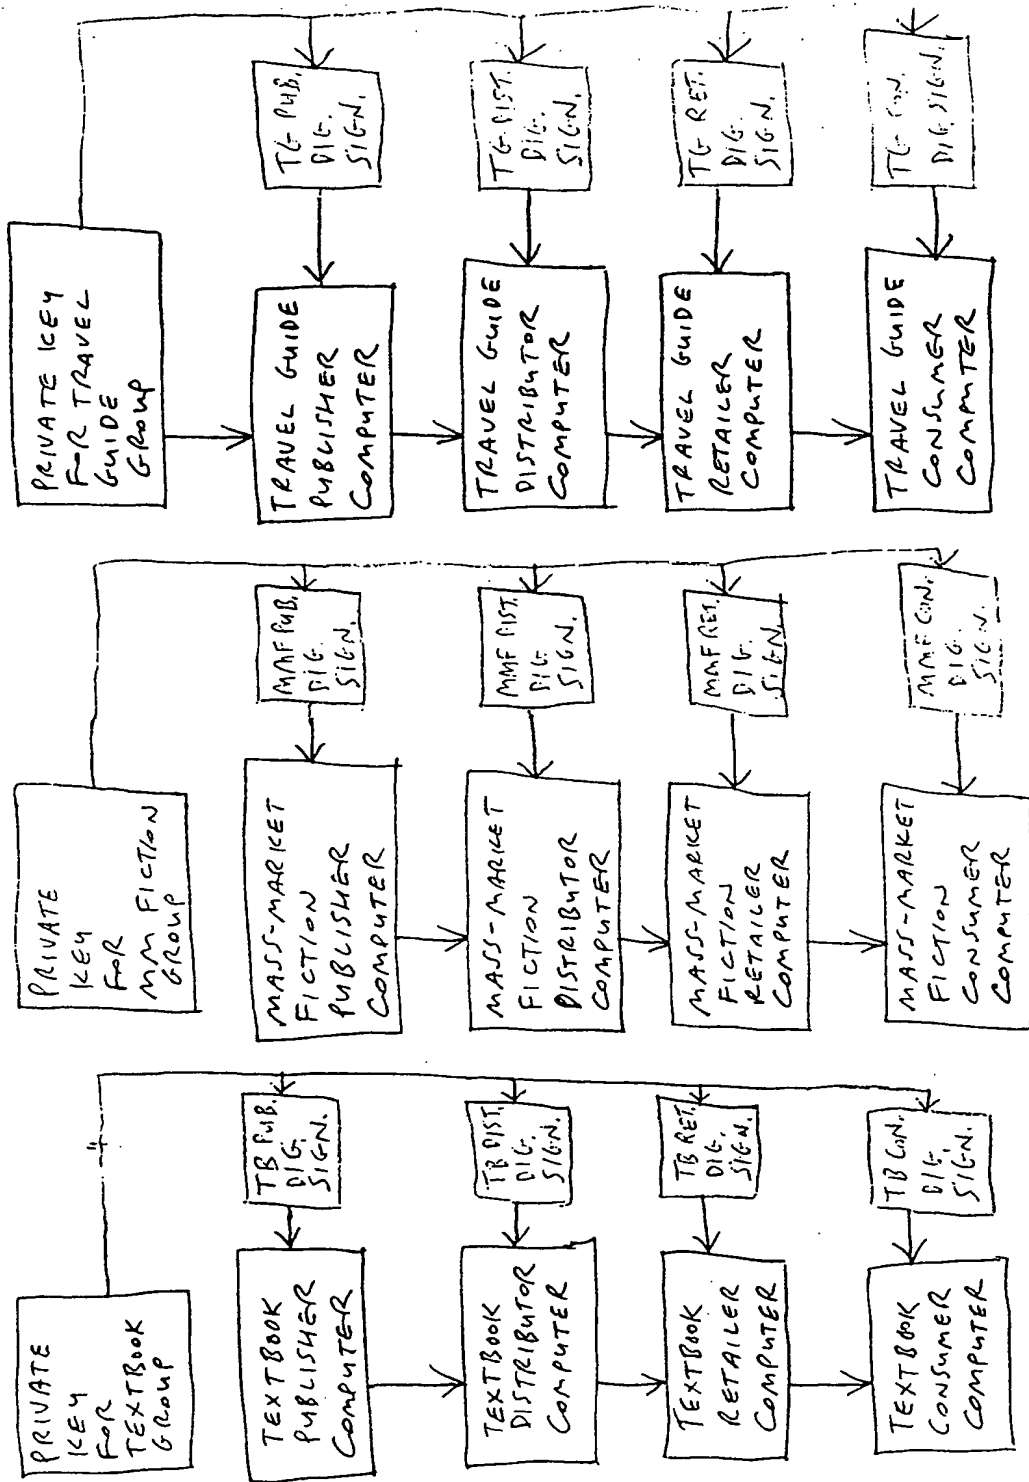 PRIVATE
KEY
FOR
TEXTBOOK
GROUP
TEXTBOOK
PUBLISHER
COMPUTER
TB PUB.
DIG.
SIGN.
TEXTBOOK
DISTRIBUTOR
COMPUTER
TB DIST.
DIG.
SIGN.
TEXTBOOK
RETAILER
COMPUTER
TB RET.
DIG.
SIGN.
TEXTBOOK
CONSUMER
COMPUTER
TB CON.
DIG.
SIGN.
PRIVATE
KEY
FOR
MM FICTION
GROUP
MASS-MARKET
FICTION
PUBLISHER
COMPUTER
MMF PUB.
DIG.
SIGN.
MASS-MARKET
FICTION
DISTRIBUTOR
COMPUTER
MMF DIST.
DIG.
SIGN.
MASS-MARKET
FICTION
RETAILER
COMPUTER
MMF RET.
DIG.
SIGN.
MASS-MARKET
FICTION
CONSUMER
COMPUTER
MMF CON.
DIG.
SIGN.
PRIVATE KEY
FOR TRAVEL
GUIDE
GROUP
TRAVEL GUIDE
PUBLISHER
COMPUTER
TG PUB.
DIG.
SIGN.
TRAVEL GUIDE
DISTRIBUTOR
COMPUTER
TG DIST.
DIG.
SIGN.
TRAVEL GUIDE
RETAILER
COMPUTER
TG RET.
DIG.
SIGN.
TRAVEL GUIDE
CONSUMER
COMPUTER
TG CON.
DIG. SIGN.